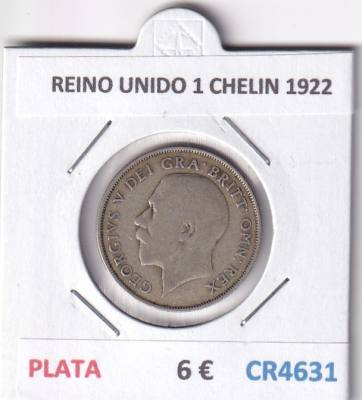 REINO UNIDO 1 CHELIN 1922
GEORGIVS V DEI GRA: BRITT: OMN: REX
PLATA 6 € CR4631